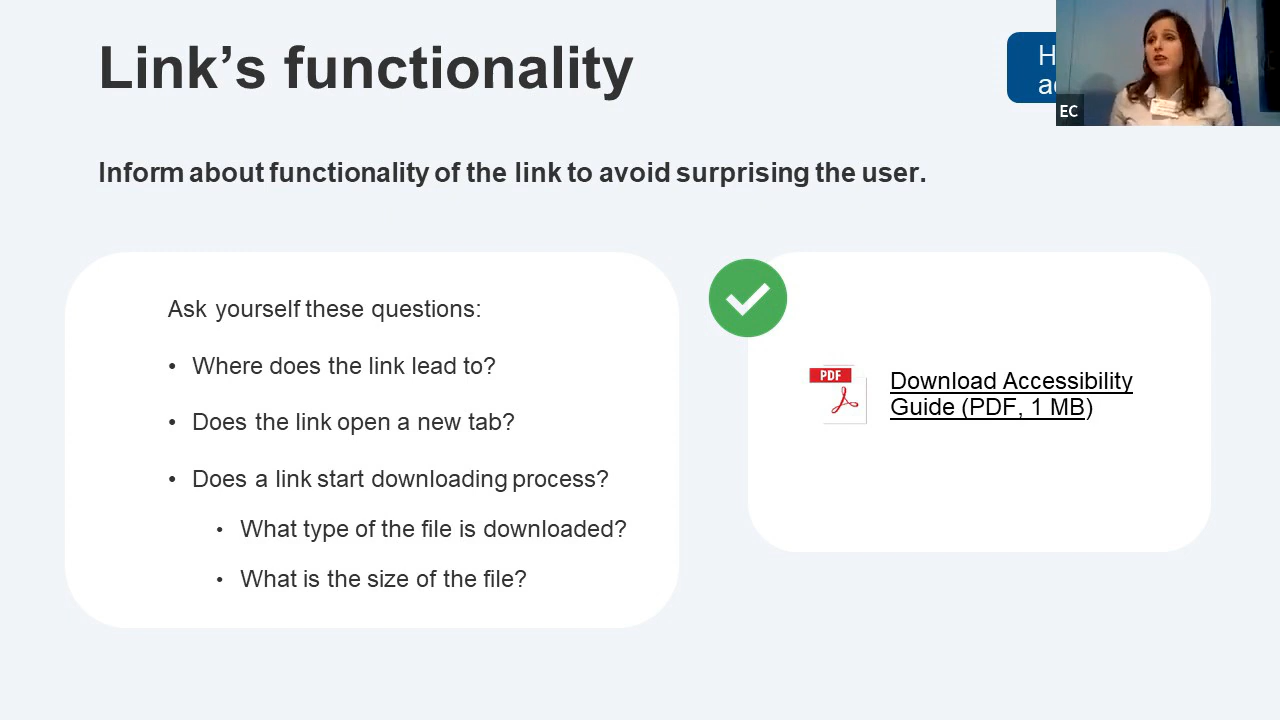 Link’s functionality
EC
Inform about functionality of the link to avoid surprising the user.
Ask yourself these questions:
• Where does the link lead to?
• Does the link open a new tab?
• Does a link start downloading process?
• What type of the file is downloaded?
• What is the size of the file?
PDF
Download Accessibility
Guide (PDF, 1 MB)